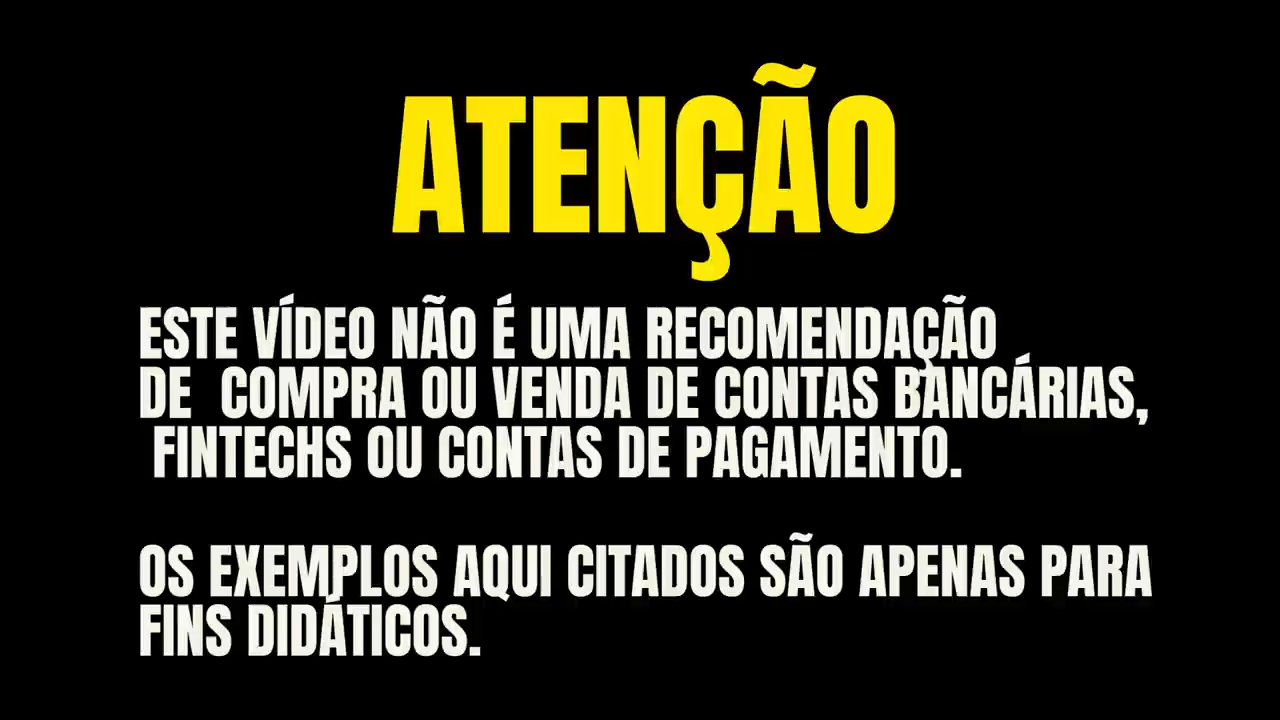 ATENÇÃO
ESTE VÍDEO NÃO É UMA RECOMENDAÇÃO
DE COMPRA OU VENDA DE CONTAS BANCÁRIAS,
FINTECHS OU CONTAS DE PAGAMENTO.
OS EXEMPLOS AQUI CITADOS SÃO APENAS PARA
FINS DIDÁTICOS.